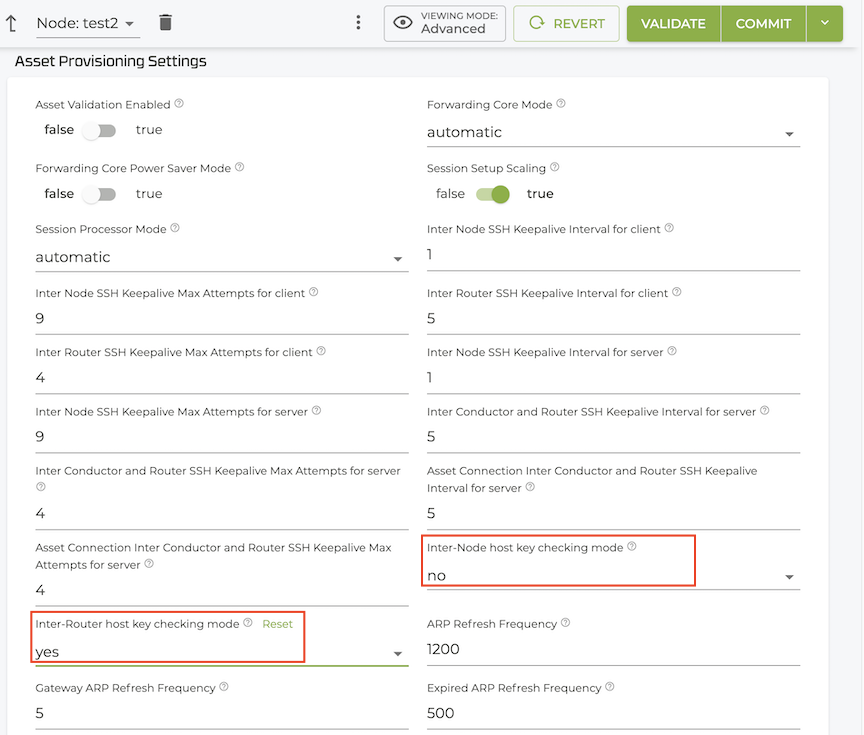 Node: test2
VIEWING MODE:
Advanced
REVERT
VALIDATE
COMMIT
Asset Provisioning Settings
Asset Validation Enabled
false true
Forwarding Core Mode
automatic
Forwarding Core Power Saver Mode
false true
Session Setup Scaling
false true
Session Processor Mode
automatic
Inter Node SSH Keepalive Interval for client
1
Inter Node SSH Keepalive Max Attempts for client
9
Inter Router SSH Keepalive Interval for client
5
Inter Router SSH Keepalive Max Attempts for client
4
Inter Node SSH Keepalive Interval for server
1
Inter Node SSH Keepalive Max Attempts for server
9
Inter Conductor and Router SSH Keepalive Interval for server
5
Inter Conductor and Router SSH Keepalive Max Attempts for server
4
Asset Connection Inter Conductor and Router SSH Keepalive
Interval for server
5
Asset Connection Inter Conductor and Router SSH Keepalive Max
Attempts for server
4
Inter-Node host key checking mode
no
Inter-Router host key checking mode Reset
yes
ARP Refresh Frequency
1200
Gateway ARP Refresh Frequency
5
Expired ARP Refresh Frequency
500